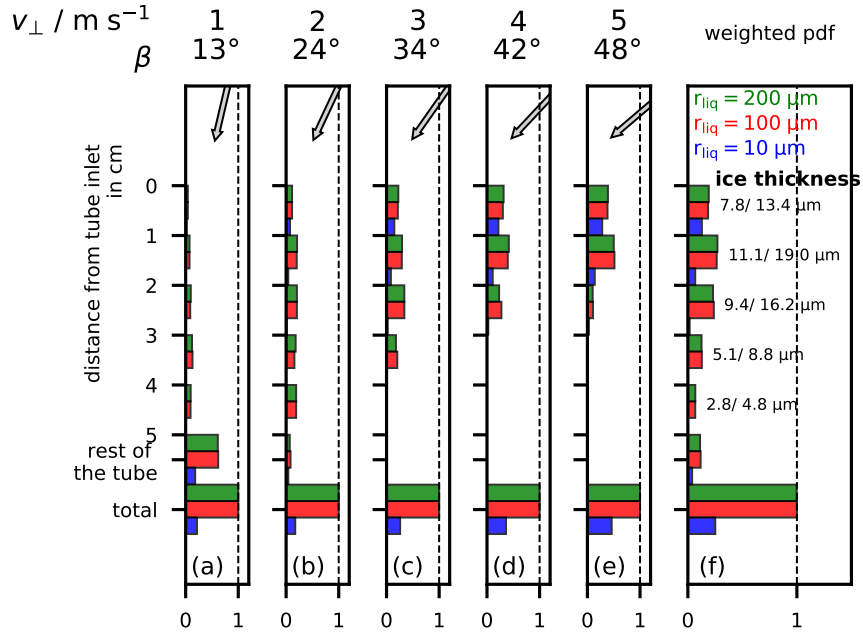 v⊥ / m s⁻¹ 1 2 3 4 5 weighted pdf
β 13° 24° 34° 42° 48°
r_liq = 200 µm
r_liq = 100 µm
r_liq = 10 µm
ice thickness
distance from tube inlet
in cm
0
7.8/ 13.4 µm
1
11.1/ 19.0 µm
2
9.4/ 16.2 µm
3
5.1/ 8.8 µm
4
2.8/ 4.8 µm
5
rest of
the tube
total
(a) (b) (c) (d) (e) (f)
0 1 0 1 0 1 0 1 0 1 0 1